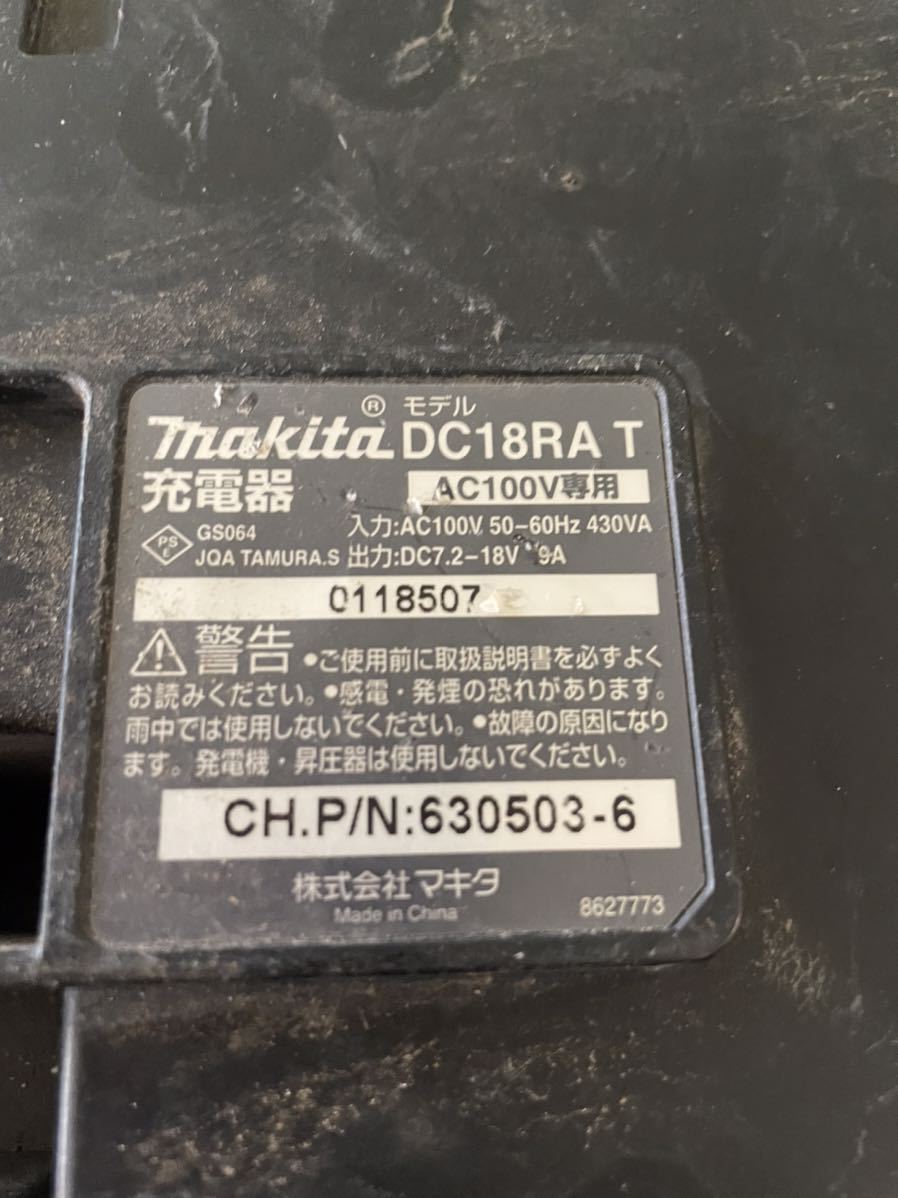 makita® モデル DC18RA T
充電器 AC100V専用
PS E GS064 入力:AC100V 50-60Hz 430VA
JQA TAMURA.S 出力:DC7.2-18V 9A
0118507
警告 •ご使用前に取扱説明書を必ずよく
お読みください。•感電・発煙の恐れがあります。
雨中では使用しないでください。•故障の原因になり
ます。発電機・昇圧器は使用しないでください。
CH.P/N:630503-6
株式会社マキタ
Made in China 8627773